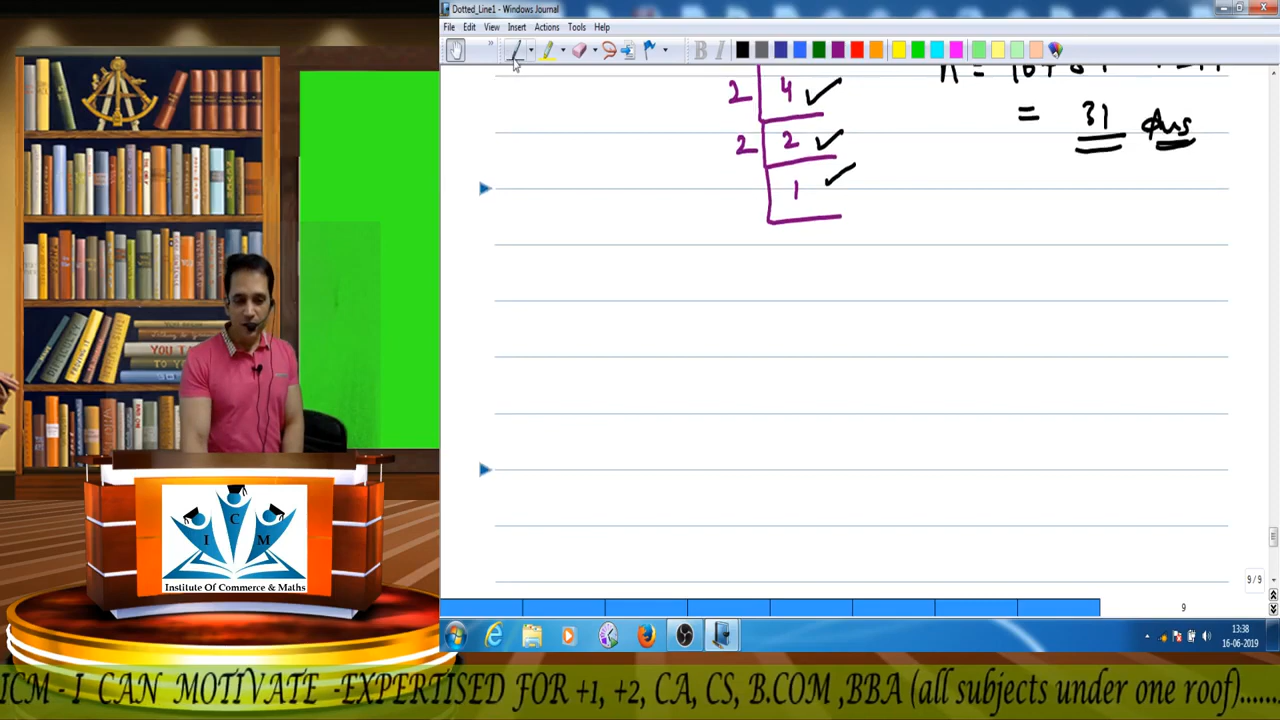 Dotted_Line1 - Windows Journal
File Edit View Insert Actions Tools Help
B I
2 4
= 31 Ans
2 2
1
I C M
Institute Of Commerce & Maths
9/9
9
13:38
16-06-2019
ICM - I CAN MOTIVATE -EXPERTISED FOR +1, +2, CA, CS, B.COM ,BBA (all subjects under one roof)......